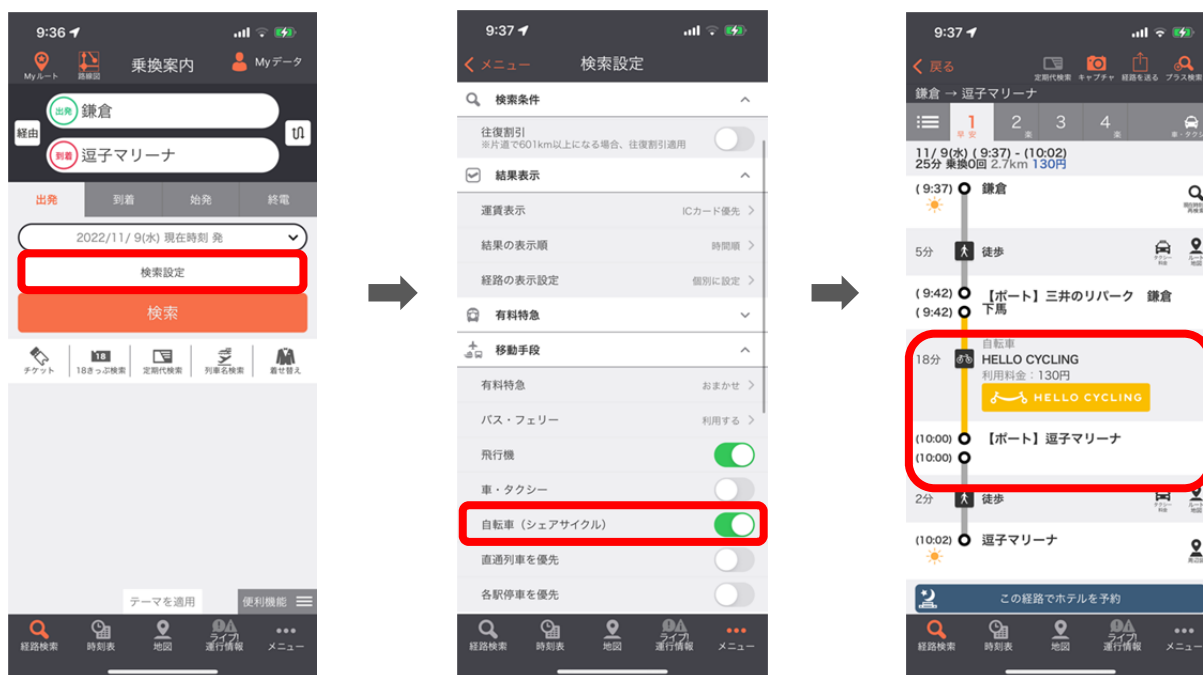 9:36
Myルート
路線図
乗換案内
Myデータ
出発
鎌倉
経由
到着
逗子マリーナ
出発
到着
始発
終電
2022/11/ 9(水) 現在時刻 発
検索設定
検索
チケット
18
18きっぷ検索
定期代検索
列車名検索
着せ替え
テーマを適用
便利機能
経路検索
時刻表
地図
ライブ!
運行情報
メニュー
9:37
メニュー
検索設定
検索条件
往復割引
※片道で601km以上になる場合、往復割引適用
結果表示
運賃表示
ICカード優先
結果の表示順
時間順
経路の表示設定
個別に設定
有料特急
移動手段
有料特急
おまかせ
バス・フェリー
利用する
飛行機
車・タクシー
自転車(シェアサイクル)
直通列車を優先
各駅停車を優先
経路検索
時刻表
地図
ライブ!
運行情報
メニュー
9:37
戻る
定期代検索
キャプチャ
経路を送る
プラス検索
鎌倉 → 逗子マリーナ
1
早 安
2
楽
3
4
楽
車・タクシ
11/ 9(水) ( 9:37) - (10:02)
25分 乗換0回 2.7km 130円
( 9:37)
鎌倉
5分
徒歩
( 9:42)
【ポート】三井のリパーク 鎌倉
( 9:42)
下馬
自転車
18分
HELLO CYCLING
利用料金:130円
HELLO CYCLING
(10:00)
【ポート】逗子マリーナ
(10:00)
2分
徒歩
(10:02)
逗子マリーナ
この経路でホテルを予約
経路検索
時刻表
地図
ライブ!
運行情報
メニュー